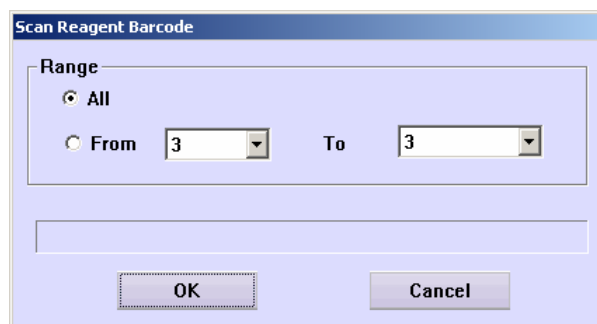 Scan Reagent Barcode
Range
All
From 3 To 3
OK Cancel